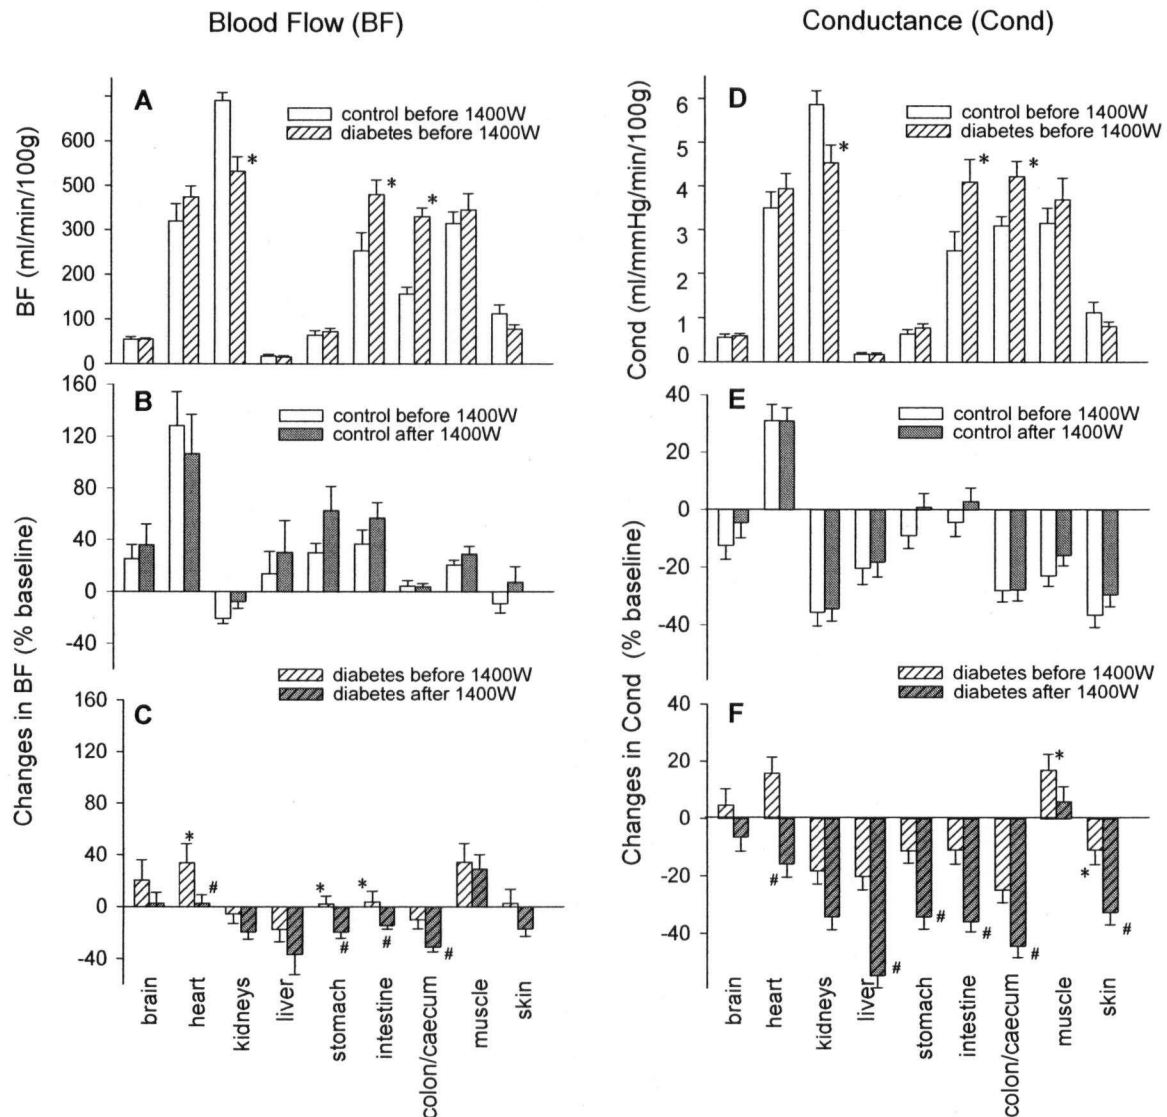 Blood Flow (BF)
Conductance (Cond)
A
control before 1400W
diabetes before 1400W
BF (ml/min/100g)
600
500
300
200
100
0
*
*
*
D
control before 1400W
diabetes before 1400W
Cond (ml/mmHg/min/100g)
6
5
4
3
2
1
0
*
*
*
B
control before 1400W
control after 1400W
160
120
80
40
0
-40
E
control before 1400W
control after 1400W
40
20
0
-20
-40
Changes in BF (% baseline)
Changes in Cond (% baseline)
diabetes before 1400W
diabetes after 1400W
C
160
120
80
40
0
-40
*
#
*
#
*
#
#
diabetes before 1400W
diabetes after 1400W
F
40
20
0
-20
-40
#
#
#
#
#
*
*
#
brain
heart
kidneys
liver
stomach
intestine
colon/caecum
muscle
skin
brain
heart
kidneys
liver
stomach
intestine
colon/caecum
muscle
skin